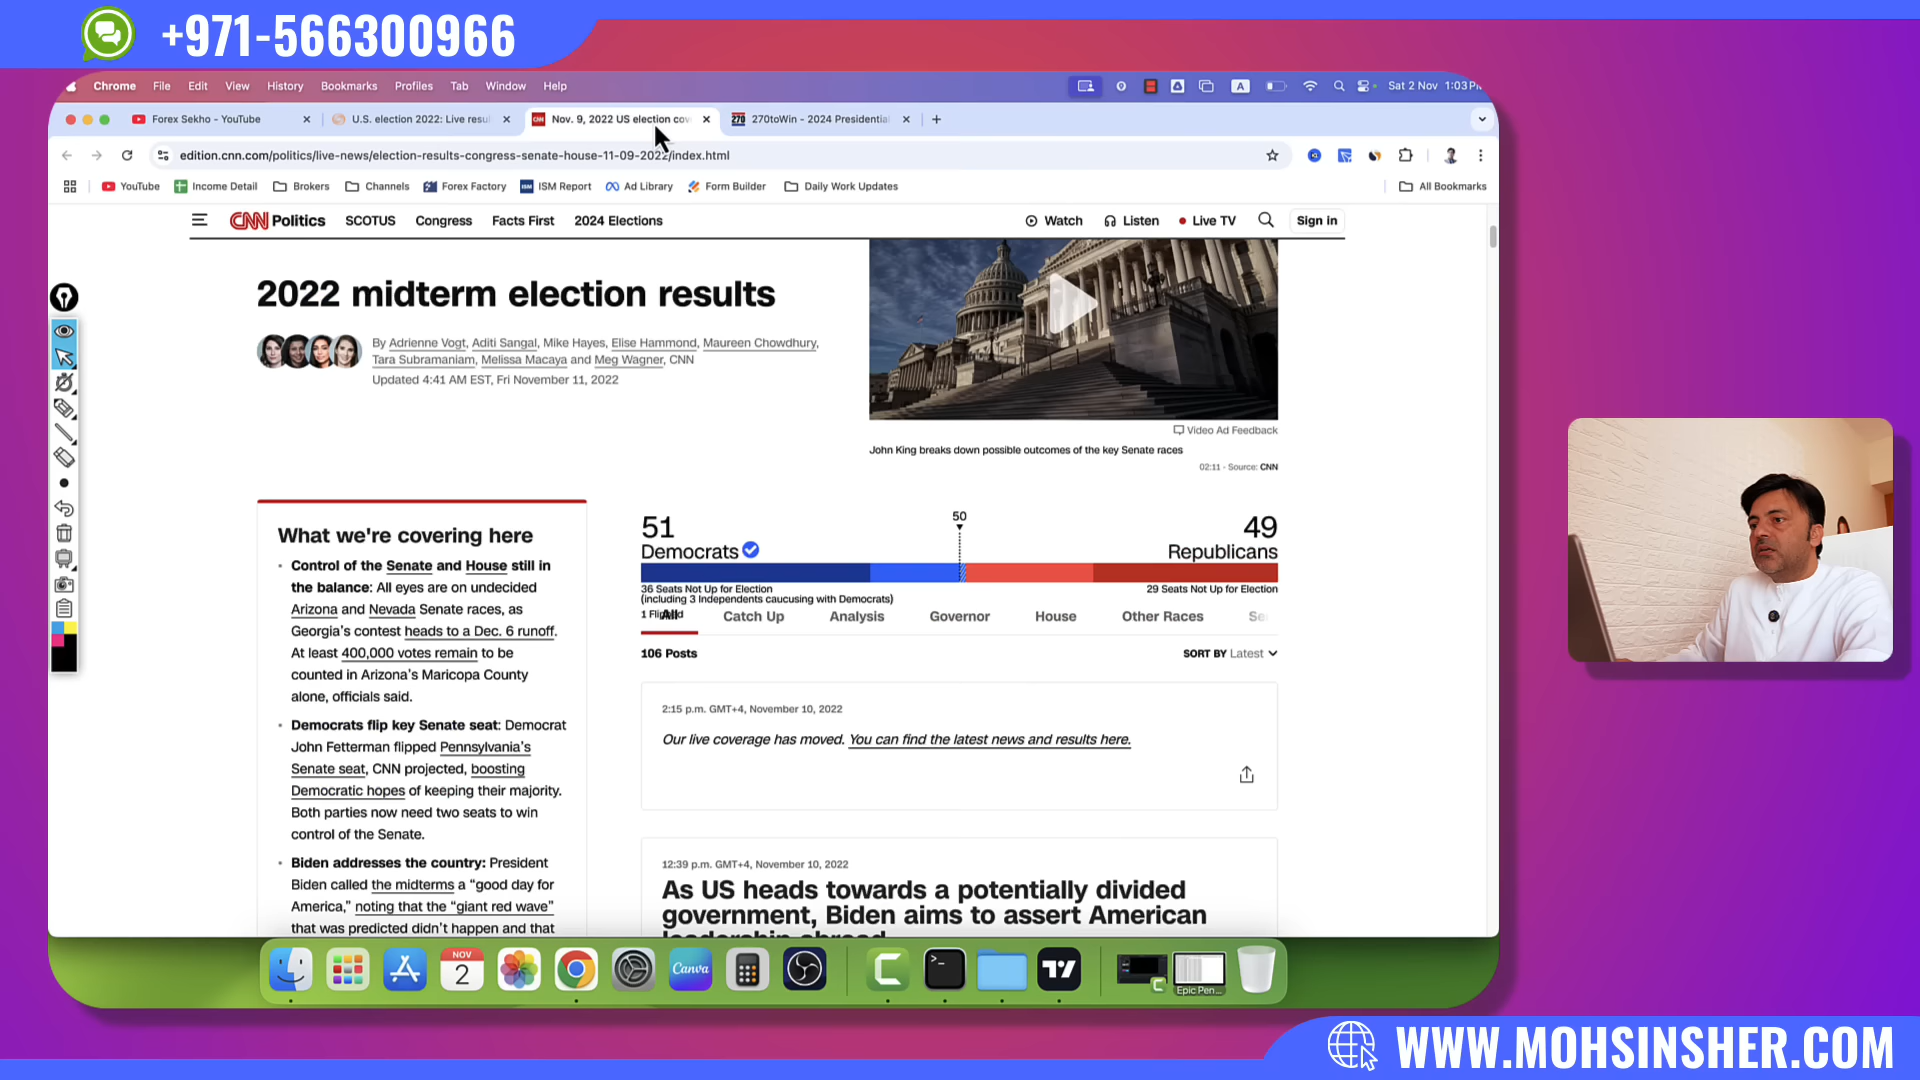 +971-566300966
Chrome File Edit View History Bookmarks Profiles Tab Window Help
A
Sat 2 Nov 1:03 PM
Forex Sekho - YouTube
U.S. election 2022: Live resul
Nov. 9, 2022 US election cov
270
270toWin - 2024 Presidential
edition.cnn.com/politics/live-news/election-results-congress-senate-house-11-09-2022/index.html
YouTube
Income Detail
Brokers
Channels
Forex Factory
ISM Report
Ad Library
Form Builder
Daily Work Updates
All Bookmarks
CNN Politics SCOTUS Congress Facts First 2024 Elections
Watch Listen Live TV Sign in
2022 midterm election results
By Adrienne Vogt, Aditi Sangal, Mike Hayes, Elise Hammond, Maureen Chowdhury,
Tara Subramaniam, Melissa Macaya and Meg Wagner, CNN
Updated 4:41 AM EST, Fri November 11, 2022
Video Ad Feedback
John King breaks down possible outcomes of the key Senate races
02:11 - Source: CNN
What we're covering here
Control of the Senate and House still in
the balance: All eyes are on undecided
Arizona and Nevada Senate races, as
Georgia's contest heads to a Dec. 6 runoff.
At least 400,000 votes remain to be
counted in Arizona's Maricopa County
alone, officials said.
Democrats flip key Senate seat: Democrat
John Fetterman flipped Pennsylvania's
Senate seat, CNN projected, boosting
Democratic hopes of keeping their majority.
Both parties now need two seats to win
control of the Senate.
Biden addresses the country: President
Biden called the midterms a "good day for
America," noting that the "giant red wave"
that was predicted didn't happen and that
51
Democrats
50
49
Republicans
36 Seats Not Up for Election
(including 3 Independents caucusing with Democrats)
29 Seats Not Up for Election
All Catch Up Analysis Governor House Other Races
106 Posts
SORT BY Latest
2:15 p.m. GMT+4, November 10, 2022
Our live coverage has moved. You can find the latest news and results here.
12:39 p.m. GMT+4, November 10, 2022
As US heads towards a potentially divided
government, Biden aims to assert American
leadership abroad
NOV
2
Canva
Epic Pen...
WWW.MOHSINSHER.COM